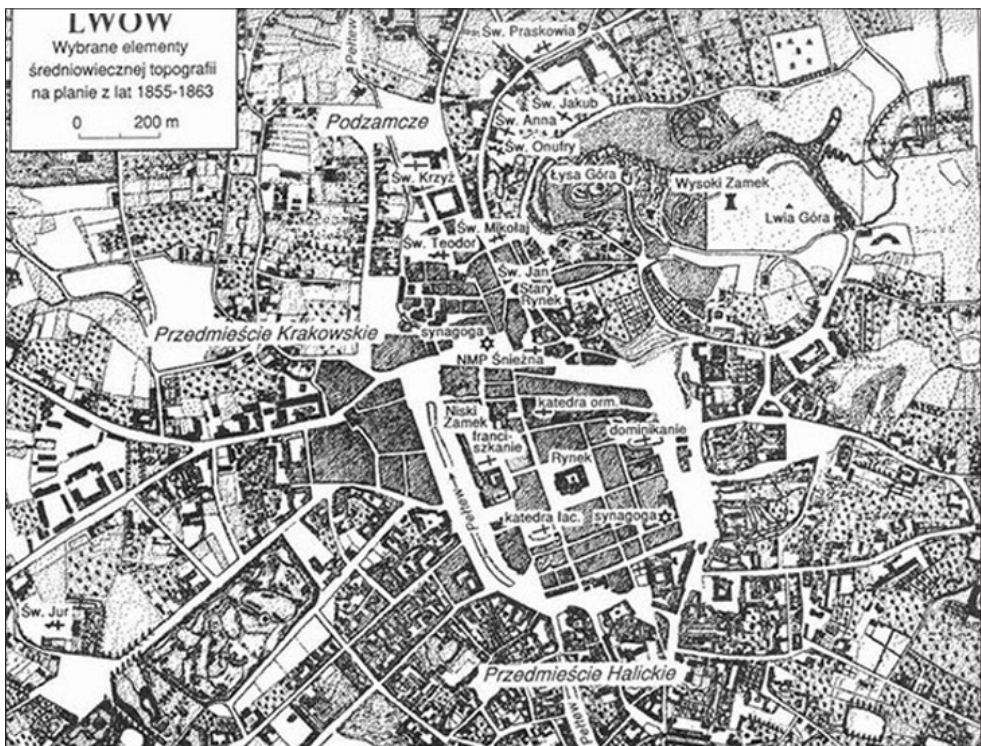 LWÓW
Wybrane elementy
średniowiecznej topografii
na planie z lat 1855-1863
0 200 m
Pełtew
Św. Praskowia
Podzamcze
Św. Jakub
Św. Anna
Św. Onufry
Św. Krzyż
Łysa Góra
Wysoki Zamek
Lwia Góra
Św. Mikołaj
Św. Teodor
Św. Jan
Stary
Rynek
Przedmieście Krakowskie
synagoga
NMP Śnieżna
Niski
Zamek
katedra orm.
franci-
szkanie
dominikanie
Rynek
Pełtew
katedra łac.
synagoga
Św. Jur
Przedmieście Halickie
Pełtew